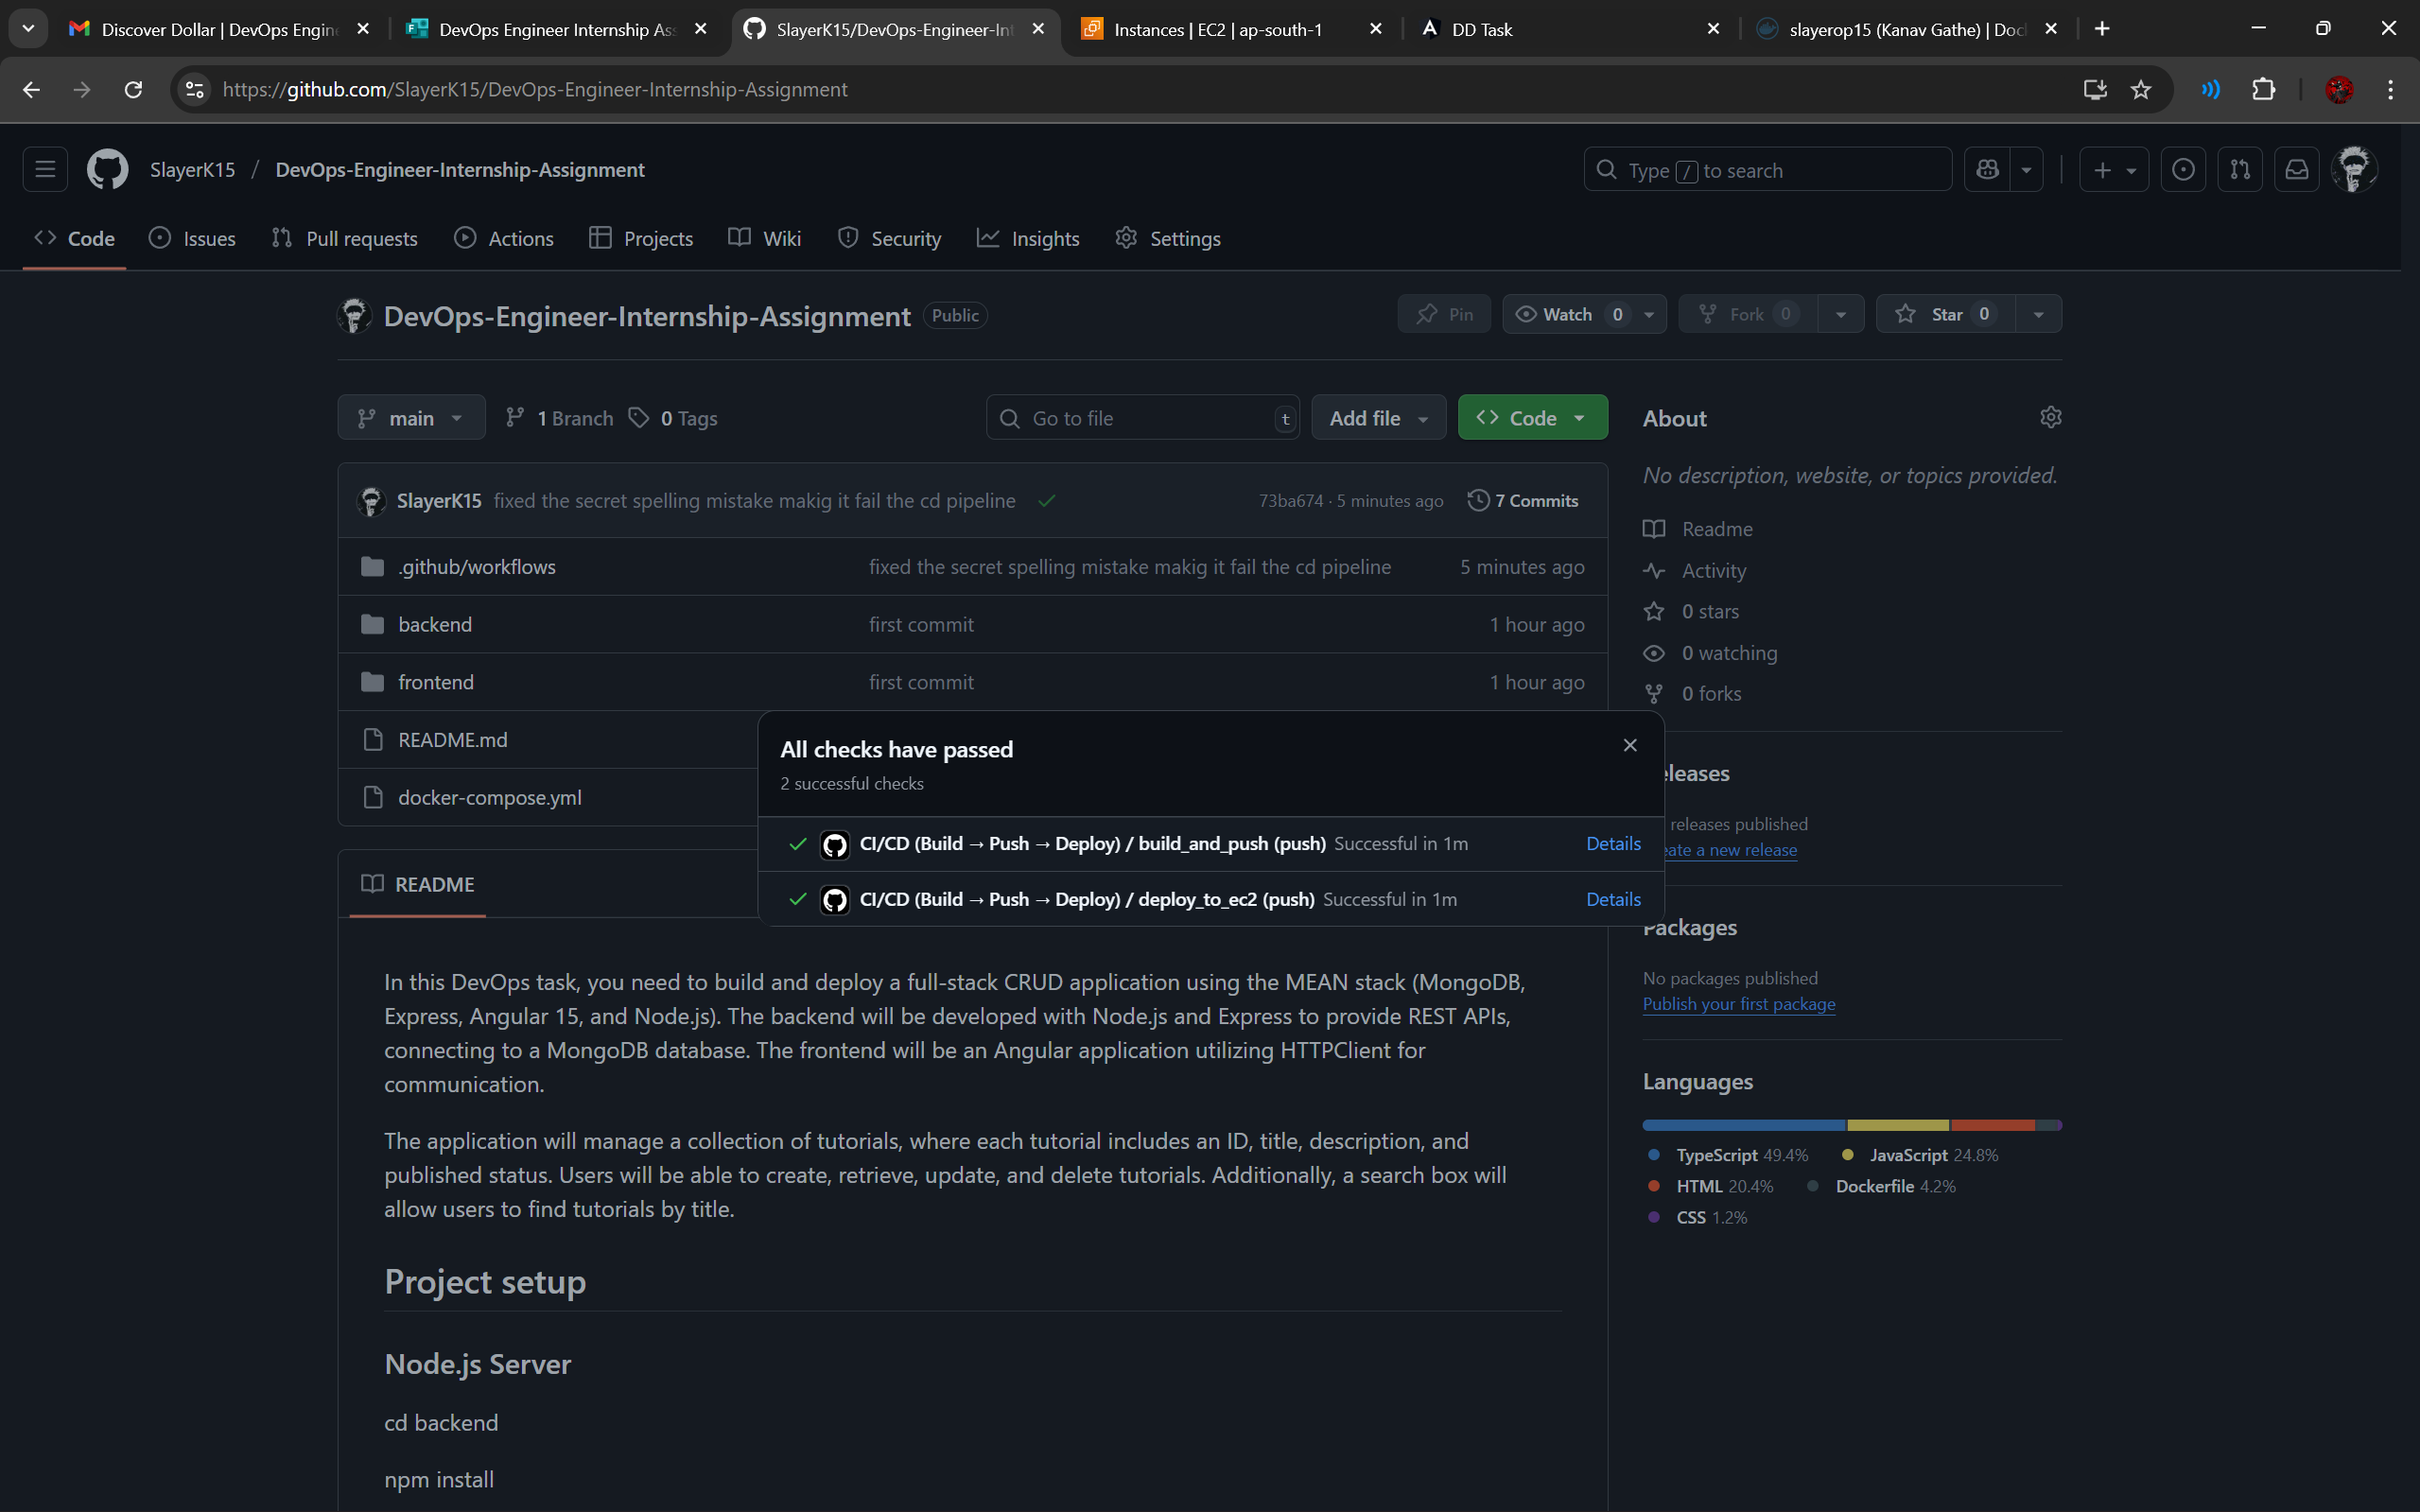 Discover Dollar | DevOps Engine
DevOps Engineer Internship Ass
SlayerK15/DevOps-Engineer-Int
Instances | EC2 | ap-south-1
DD Task
slayerop15 (Kanav Gathe) | Doc
https://github.com/SlayerK15/DevOps-Engineer-Internship-Assignment
SlayerK15 / DevOps-Engineer-Internship-Assignment
Type / to search
Code
Issues
Pull requests
Actions
Projects
Wiki
Security
Insights
Settings
DevOps-Engineer-Internship-Assignment Public
Pin
Watch 0
Fork 0
Star 0
main
1 Branch
0 Tags
Go to file t
Add file
Code
SlayerK15 fixed the secret spelling mistake makig it fail the cd pipeline
73ba674 · 5 minutes ago
7 Commits
.github/workflows fixed the secret spelling mistake makig it fail the cd pipeline 5 minutes ago
backend first commit 1 hour ago
frontend first commit 1 hour ago
README.md
docker-compose.yml
All checks have passed
2 successful checks
CI/CD (Build → Push → Deploy) / build_and_push (push) Successful in 1m Details
CI/CD (Build → Push → Deploy) / deploy_to_ec2 (push) Successful in 1m Details
README
In this DevOps task, you need to build and deploy a full-stack CRUD application using the MEAN stack (MongoDB,
Express, Angular 15, and Node.js). The backend will be developed with Node.js and Express to provide REST APIs,
connecting to a MongoDB database. The frontend will be an Angular application utilizing HTTPClient for
communication.
The application will manage a collection of tutorials, where each tutorial includes an ID, title, description, and
published status. Users will be able to create, retrieve, update, and delete tutorials. Additionally, a search box will
allow users to find tutorials by title.
Project setup
Node.js Server
cd backend
npm install
About
No description, website, or topics provided.
Readme
Activity
0 stars
0 watching
0 forks
eleases
releases published
eate a new release
Packages
No packages published
Publish your first package
Languages
TypeScript 49.4%
JavaScript 24.8%
HTML 20.4%
Dockerfile 4.2%
CSS 1.2%